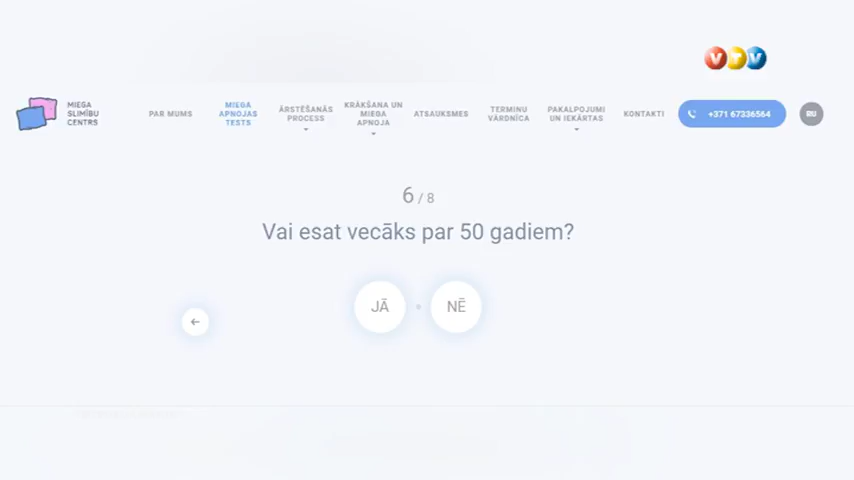 VTV
MIEGA
SLIMĪBU
CENTRS
PAR MUMS
MIEGA
APNOJAS
TESTS
ĀRSTĒŠANĀS
PROCESS
KRĀKŠANA UN
MIEGA
APNOJA
ATSAUKSMES
TERMINU
VĀRDNĪCA
PAKALPOJUMI
UN IEKĀRTAS
KONTAKTI
+371 67336564
RU
6 / 8
Vai esat vecāks par 50 gadiem?
JĀ
NĒ